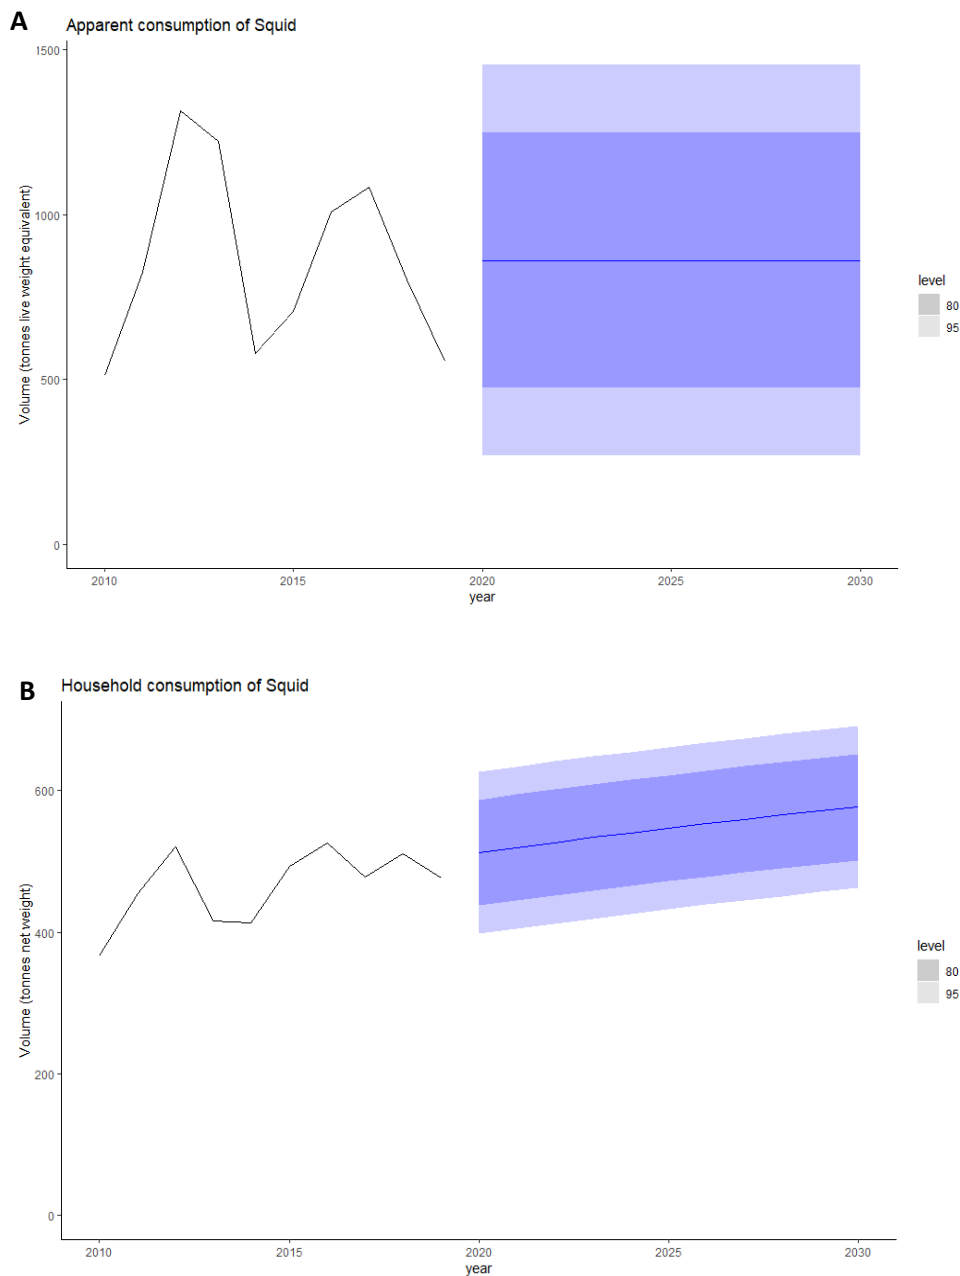 A
Apparent consumption of Squid
Volume (tonnes live weight equivalent)
1500
1000
500
0
2010 2015 2020 2025 2030
year
level
80
95
B
Household consumption of Squid
Volume (tonnes net weight)
600
400
200
0
2010 2015 2020 2025 2030
year
level
80
95